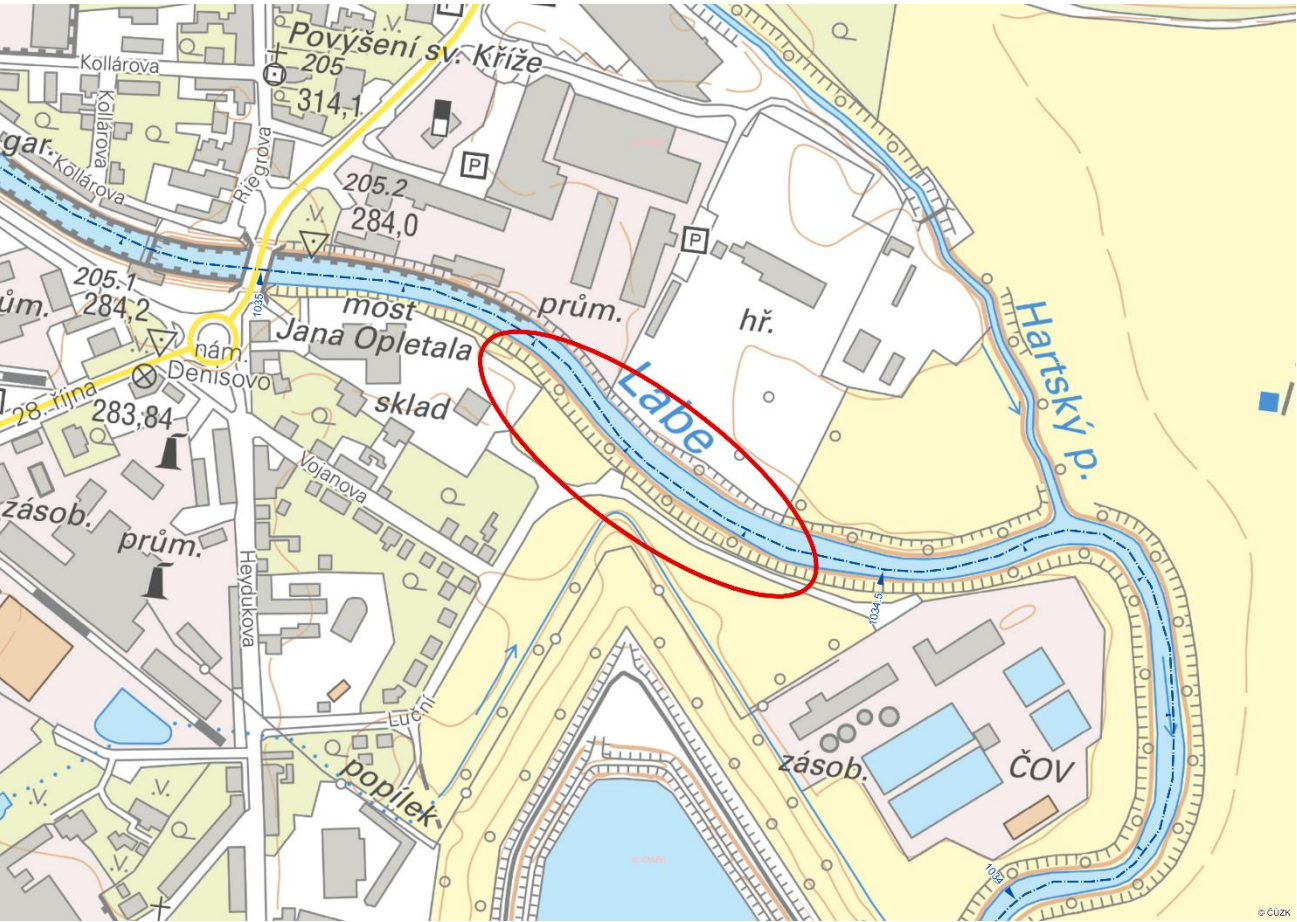 Povýšení sv. Kříže
205
314,1
Kollárova
Kollárova
gar.
Kollárova
Riegrova
P
205.2
284,0
P
205.1
284,2
ům.
1035
most
Jana Opletala
prům.
hř.
Hartský p.
nám.
Denisovo
28. října
283,84
sklad
Labe
Vojanova
zásob.
prům.
Heydukova
1034.5
Luční
popílek
zásob.
ČOV
1034
© ČÚZK
© ČÚZK